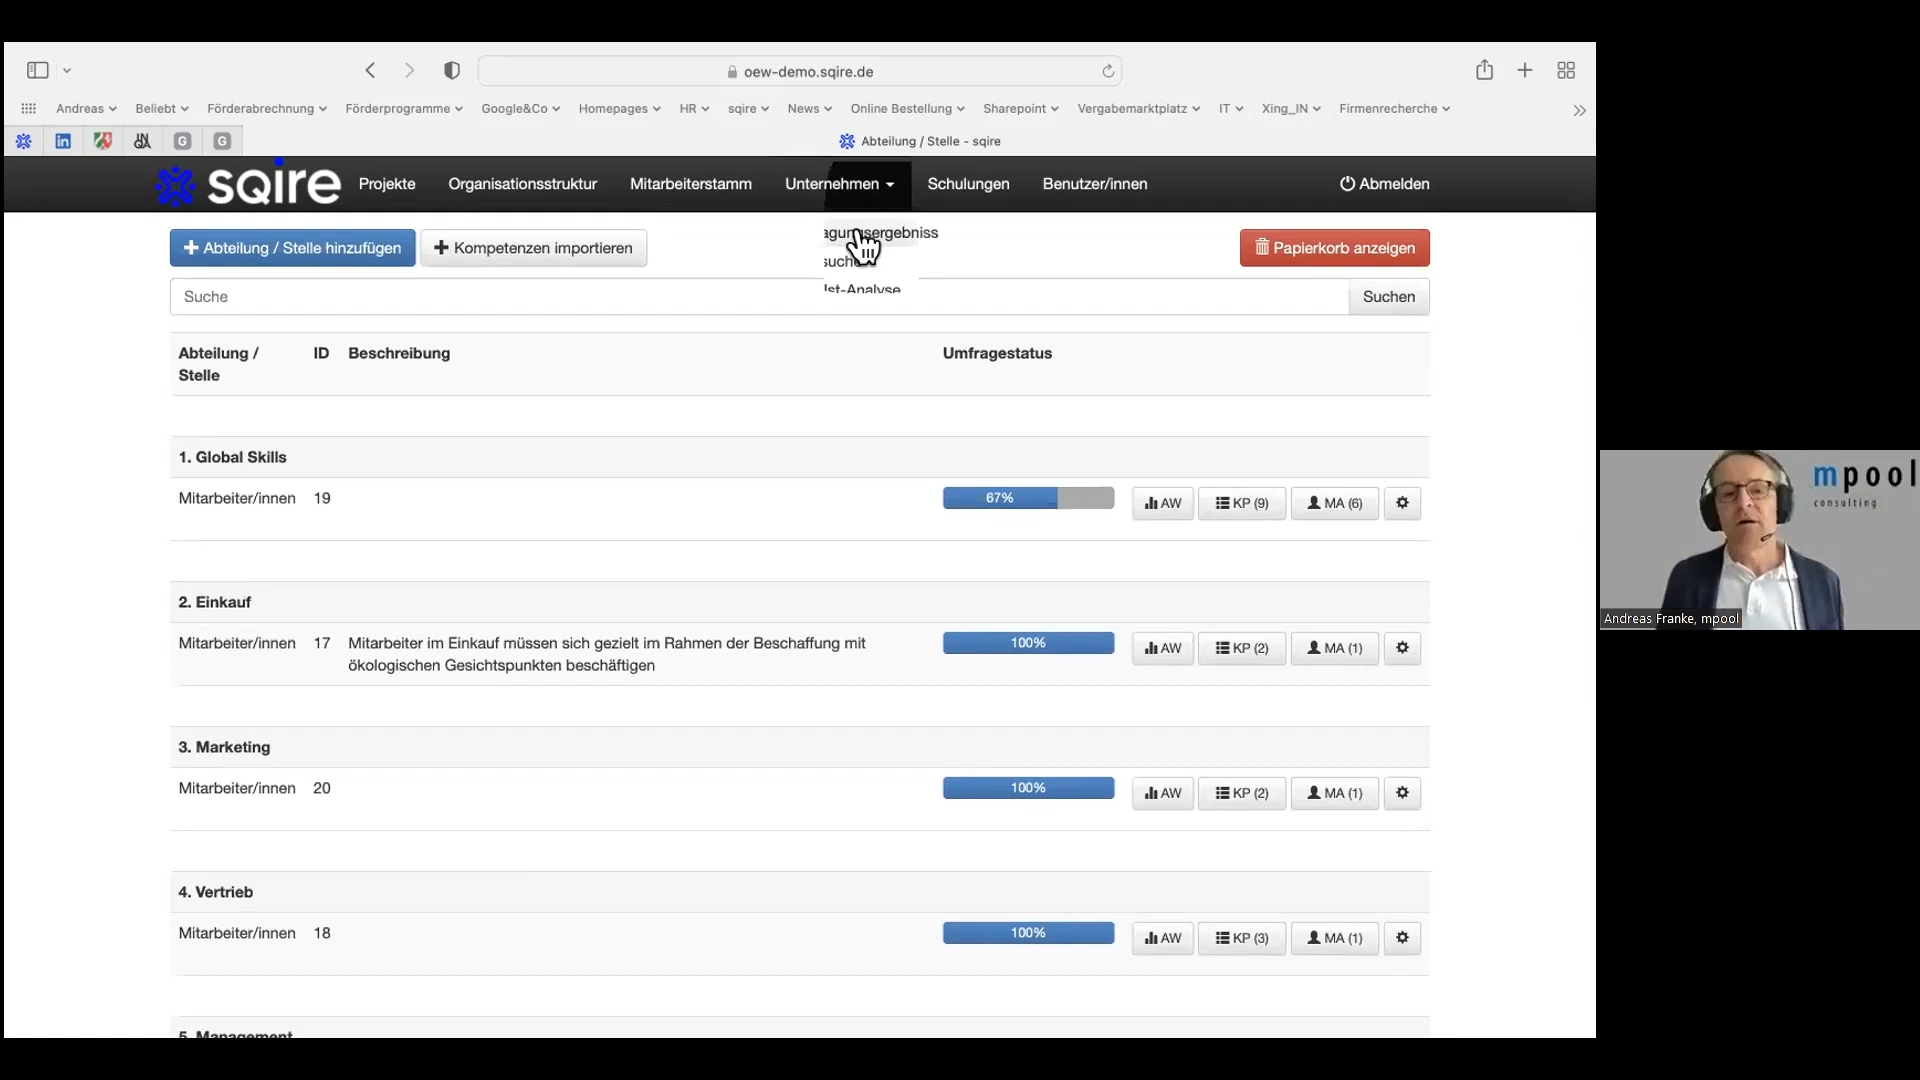 oew-demo.sqire.de
Andreas Beliebt Förderabrechnung Förderprogramme Google&Co Homepages HR sqire News Online Bestellung Sharepoint Vergabemarktplatz IT Xing_IN Firmenrecherche
in G G Abteilung / Stelle - sqire
sqire Projekte Organisationsstruktur Mitarbeiterstamm Unternehmen Schulungen Benutzer/innen Abmelden
agungsergebniss
Abteilung / Stelle hinzufügen Kompetenzen importieren Papierkorb anzeigen
suche
Ist-Analyse
Suche Suchen
Abteilung / ID Beschreibung Umfragestatus
Stelle
1. Global Skills
Mitarbeiter/innen 19 67% AW KP (9) MA (6)
2. Einkauf
Mitarbeiter/innen 17 Mitarbeiter im Einkauf müssen sich gezielt im Rahmen der Beschaffung mit 100% AW KP (2) MA (1)
ökologischen Gesichtspunkten beschäftigen
3. Marketing
Mitarbeiter/innen 20 100% AW KP (2) MA (1)
4. Vertrieb
Mitarbeiter/innen 18 100% AW KP (3) MA (1)
5. Management
mpool
consulting
Andreas Franke, mpool